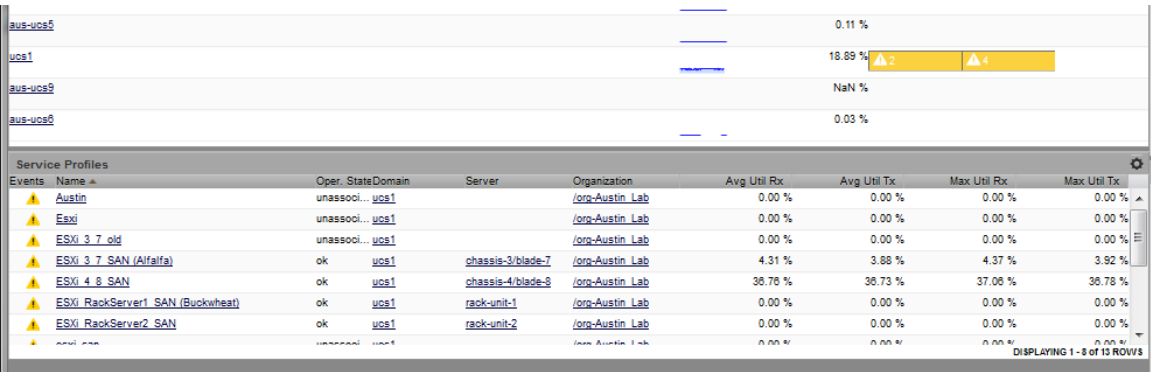 aus-ucs5 0.11 %
ucs1 18.89 % 2 4
aus-ucs9 NaN %
aus-ucs6 0.03 %
Service Profiles
Events Name Oper. State Domain Server Organization Avg Util Rx Avg Util Tx Max Util Rx Max Util Tx
Austin unassoci... ucs1 /org-Austin_Lab 0.00 % 0.00 % 0.00 % 0.00 %
Esxi unassoci... ucs1 /org-Austin_Lab 0.00 % 0.00 % 0.00 % 0.00 %
ESXi_3_7_old unassoci... ucs1 /org-Austin_Lab 0.00 % 0.00 % 0.00 % 0.00 %
ESXi_3_7_SAN (Alfalfa) ok ucs1 chassis-3/blade-7 /org-Austin_Lab 4.31 % 3.88 % 4.37 % 3.92 %
ESXi_4_8_SAN ok ucs1 chassis-4/blade-8 /org-Austin_Lab 36.76 % 36.73 % 37.06 % 36.78 %
ESXi_RackServer1_SAN (Buckwheat) ok ucs1 rack-unit-1 /org-Austin_Lab 0.00 % 0.00 % 0.00 % 0.00 %
ESXi_RackServer2_SAN ok ucs1 rack-unit-2 /org-Austin_Lab 0.00 % 0.00 % 0.00 % 0.00 %
DISPLAYING 1 - 8 of 13 ROWS